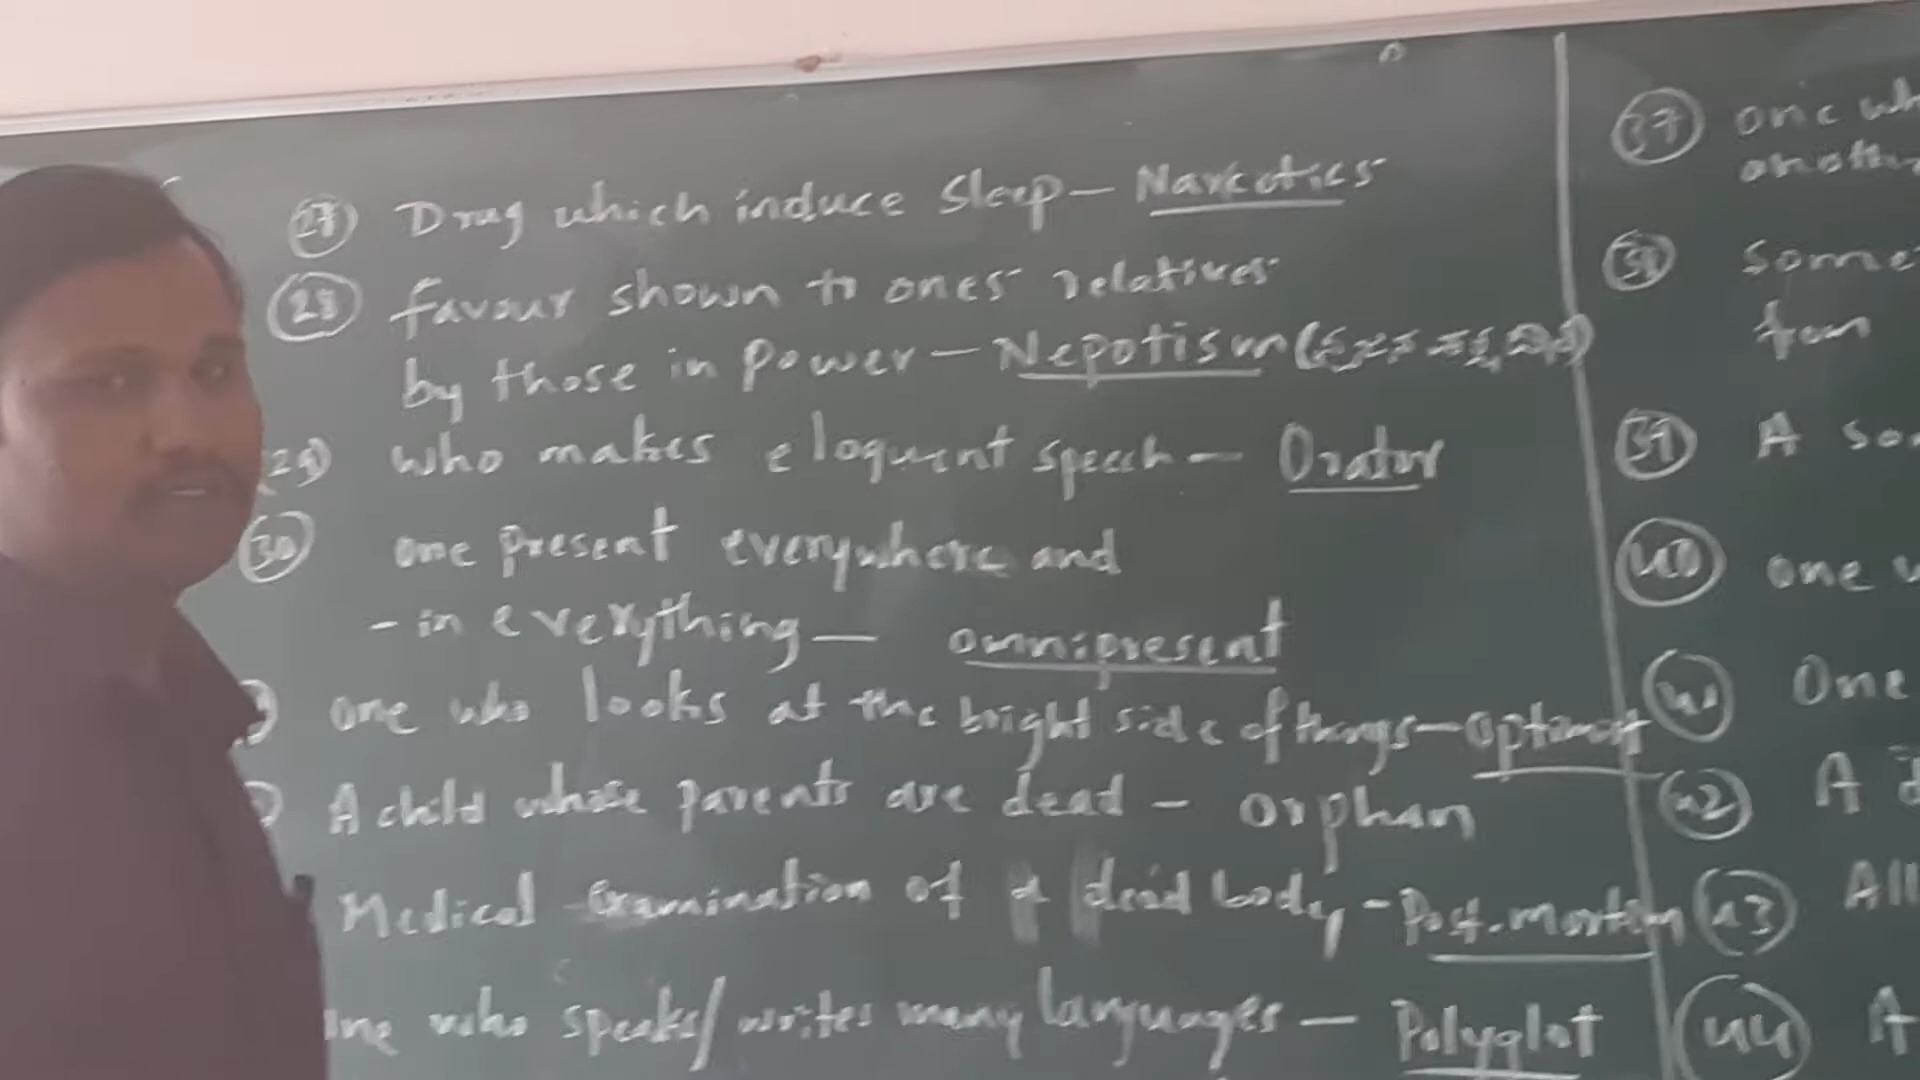 27 Drug which induce sleep – Narcotics
28 favour shown to ones relatives
by those in power – Nepotism
29) who makes eloquent speech – Orator
30 one present everywhere and
- in everything – omnipresent
) one who looks at the bright side of things – optimist
) A child whose parents are dead – orphan
Medical examination of a dead body – Post-mortem
one who speaks/writes many languages – Polyglot
37 one wh
anoth
38 Some
from
39 A so
40 one w
41 One
42 A
43 All
44 A